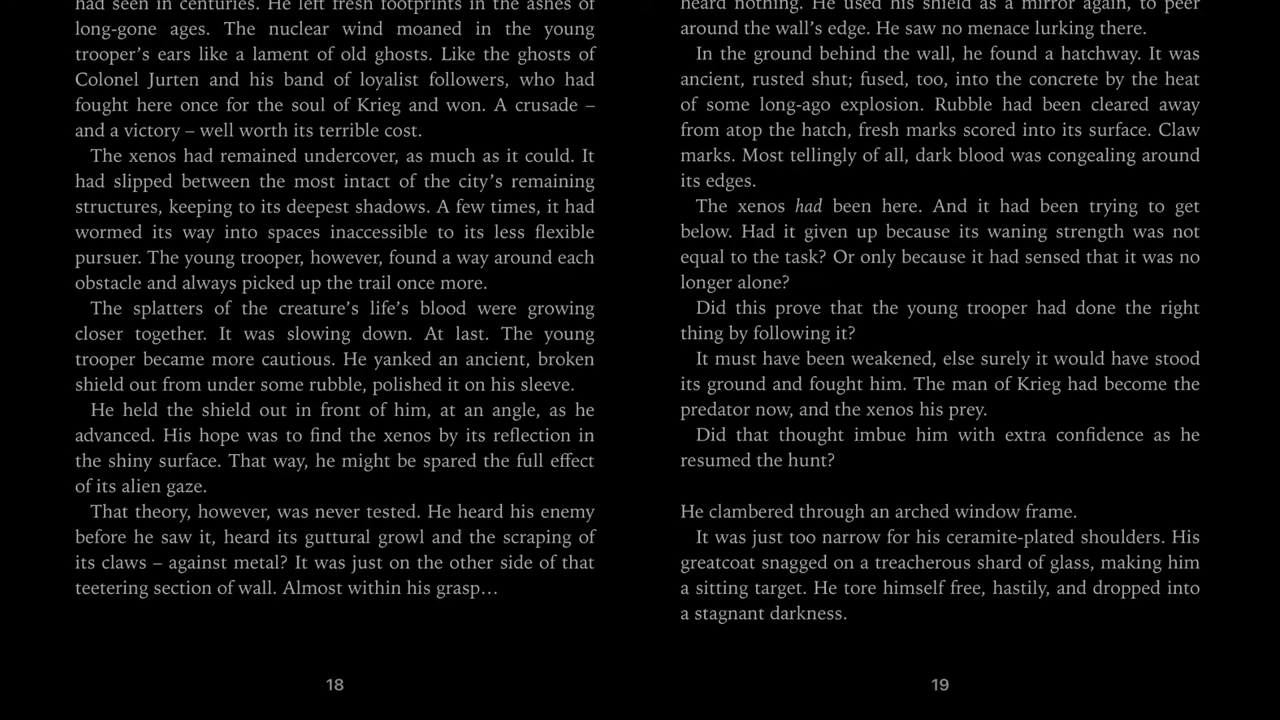 had seen in centuries. He left fresh footprints in the ashes of
long-gone ages. The nuclear wind moaned in the young
trooper's ears like a lament of old ghosts. Like the ghosts of
Colonel Jurten and his band of loyalist followers, who had
fought here once for the soul of Krieg and won. A crusade –
and a victory – well worth its terrible cost.
The xenos had remained undercover, as much as it could. It
had slipped between the most intact of the city's remaining
structures, keeping to its deepest shadows. A few times, it had
wormed its way into spaces inaccessible to its less flexible
pursuer. The young trooper, however, found a way around each
obstacle and always picked up the trail once more.
The splatters of the creature's life's blood were growing
closer together. It was slowing down. At last. The young
trooper became more cautious. He yanked an ancient, broken
shield out from under some rubble, polished it on his sleeve.
He held the shield out in front of him, at an angle, as he
advanced. His hope was to find the xenos by its reflection in
the shiny surface. That way, he might be spared the full effect
of its alien gaze.
That theory, however, was never tested. He heard his enemy
before he saw it, heard its guttural growl and the scraping of
its claws – against metal? It was just on the other side of that
teetering section of wall. Almost within his grasp…
18
heard nothing. He used his shield as a mirror again, to peer
around the wall's edge. He saw no menace lurking there.
In the ground behind the wall, he found a hatchway. It was
ancient, rusted shut; fused, too, into the concrete by the heat
of some long-ago explosion. Rubble had been cleared away
from atop the hatch, fresh marks scored into its surface. Claw
marks. Most tellingly of all, dark blood was congealing around
its edges.
The xenos had been here. And it had been trying to get
below. Had it given up because its waning strength was not
equal to the task? Or only because it had sensed that it was no
longer alone?
Did this prove that the young trooper had done the right
thing by following it?
It must have been weakened, else surely it would have stood
its ground and fought him. The man of Krieg had become the
predator now, and the xenos his prey.
Did that thought imbue him with extra confidence as he
resumed the hunt?
He clambered through an arched window frame.
It was just too narrow for his ceramite-plated shoulders. His
greatcoat snagged on a treacherous shard of glass, making him
a sitting target. He tore himself free, hastily, and dropped into
a stagnant darkness.
19